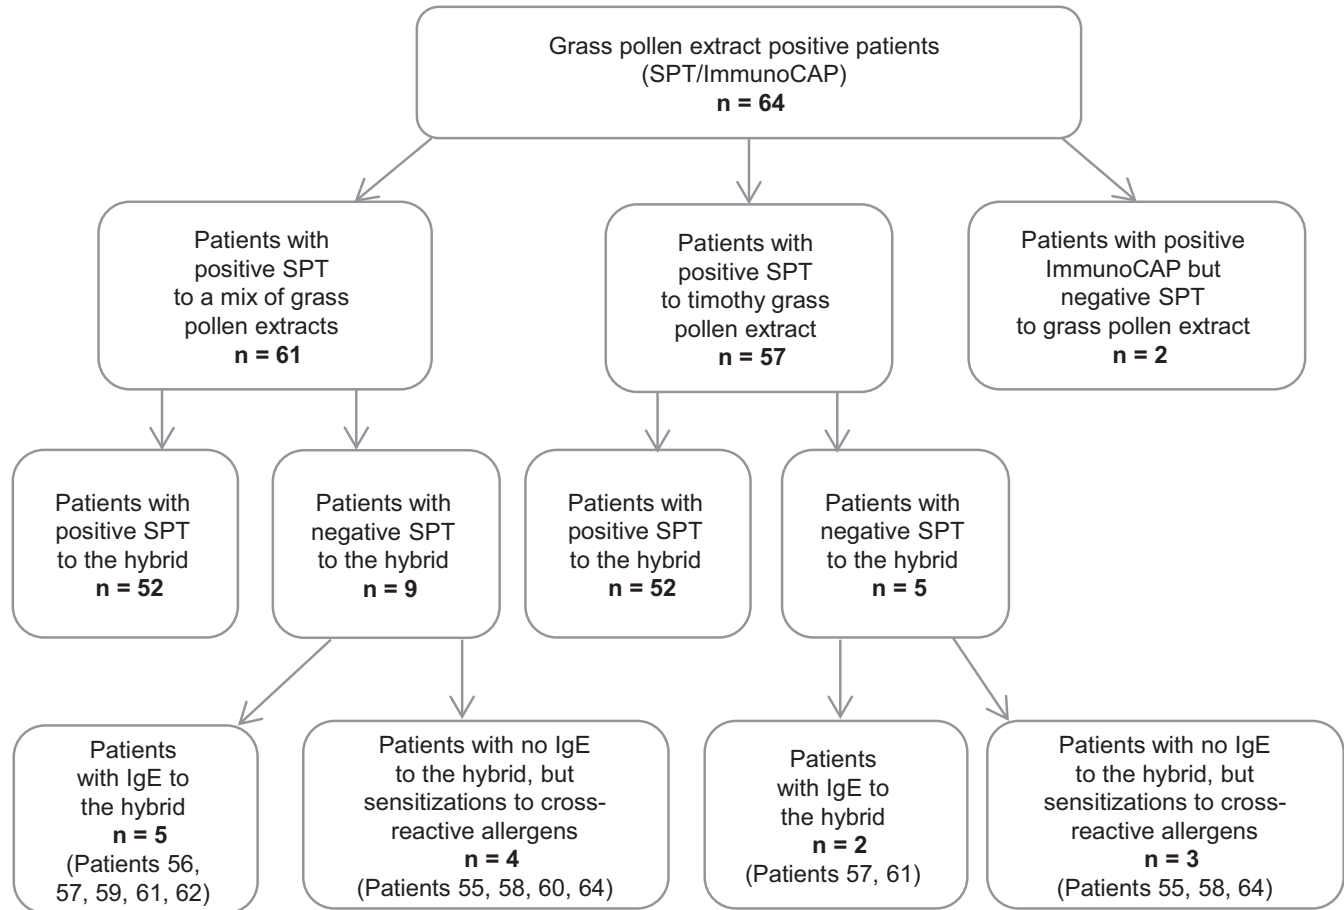 Grass pollen extract positive patients
(SPT/ImmunoCAP)
n = 64
Patients with
positive SPT
to a mix of grass
pollen extracts
n = 61
Patients with
positive SPT
to timothy grass
pollen extract
n = 57
Patients with positive
ImmunoCAP but
negative SPT
to grass pollen extract
n = 2
Patients with
positive SPT
to the hybrid
n = 52
Patients with
negative SPT
to the hybrid
n = 9
Patients with
positive SPT
to the hybrid
n = 52
Patients with
negative SPT
to the hybrid
n = 5
Patients
with IgE to
the hybrid
n = 5
(Patients 56,
57, 59, 61, 62)
Patients with no IgE
to the hybrid, but
sensitizations to cross-
reactive allergens
n = 4
(Patients 55, 58, 60, 64)
Patients
with IgE to
the hybrid
n = 2
(Patients 57, 61)
Patients with no IgE
to the hybrid, but
sensitizations to cross-
reactive allergens
n = 3
(Patients 55, 58, 64)